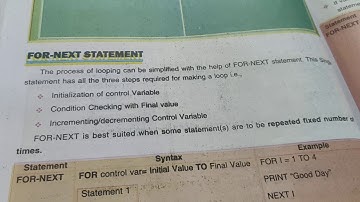 FOR-NEXT STATEMENT
The process of looping can be simplified with the help of FOR-NEXT statement. This single
statement has all the three steps required for making a loop i.e.,
Initialization of control Variable
Condition Checking with Final value
Incrementing/decrementing Control Variable
FOR-NEXT is best suited when some statement(s) are to be repeated fixed number o
times.
Statement Syntax Example
FOR-NEXT FOR control var= Initial Value TO Final Value FOR I = 1 TO 4
Statement 1 PRINT "Good Day"
NEXT I